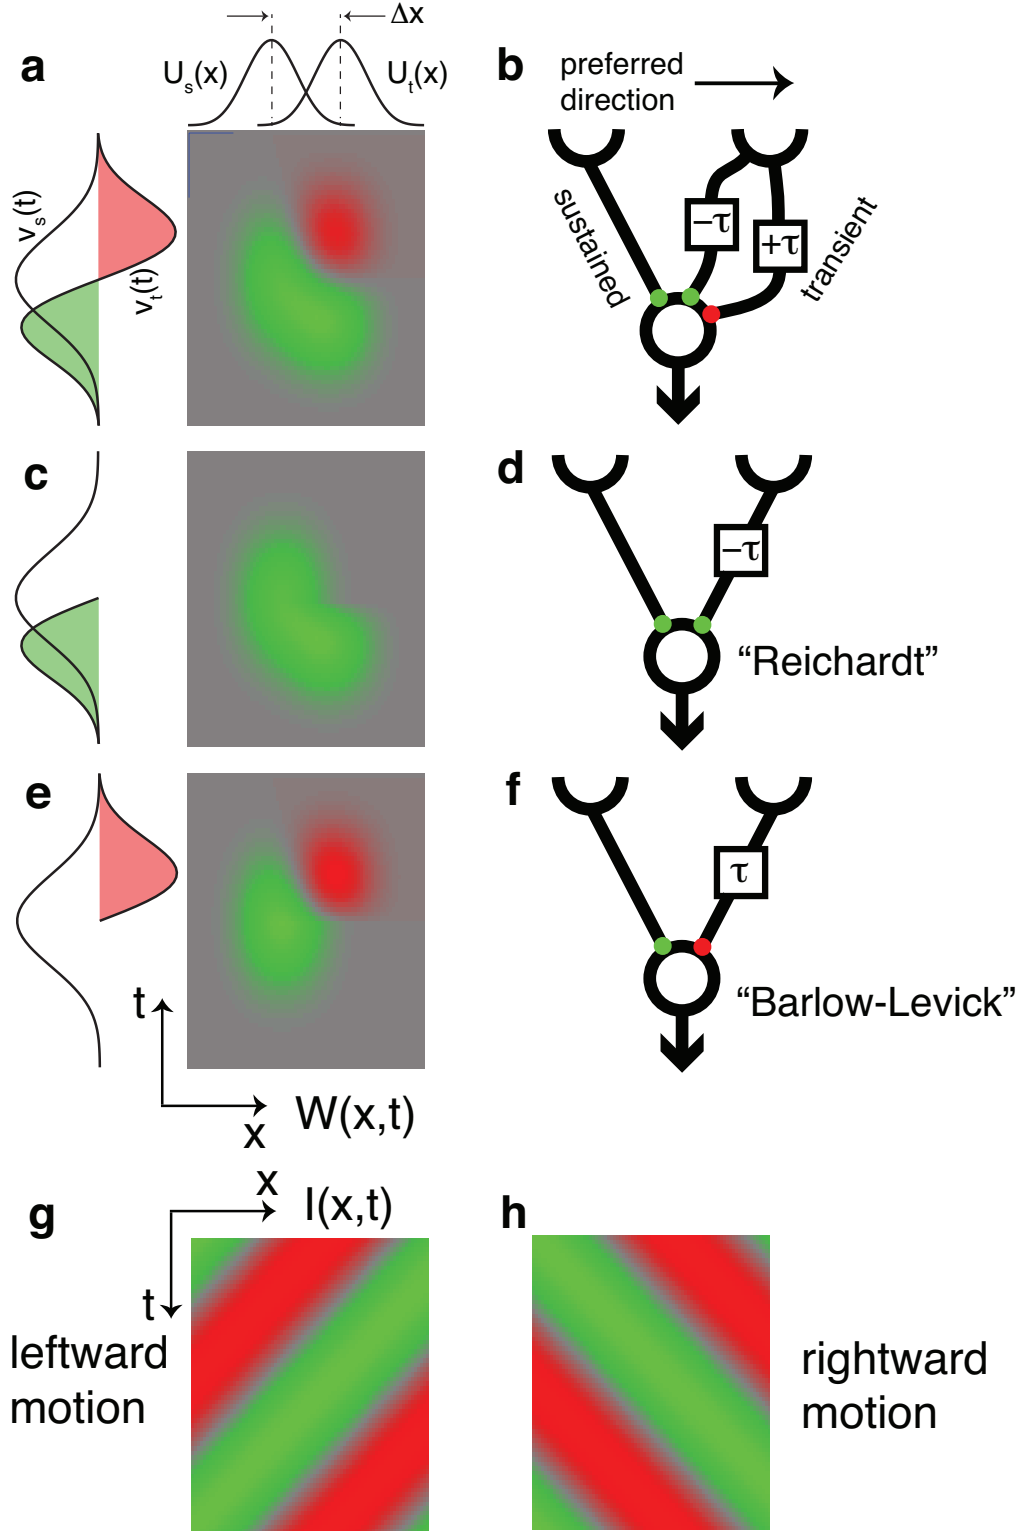 Δx
a
U_s(x)
U_t(x)
b
preferred
direction
v_s(t)
v_t(t)
sustained
−τ
+τ
transient
c
d
−τ
“Reichardt”
e
f
τ
“Barlow-Levick”
t
x
W(x,t)
x
I(x,t)
g
h
t
leftward
motion
rightward
motion